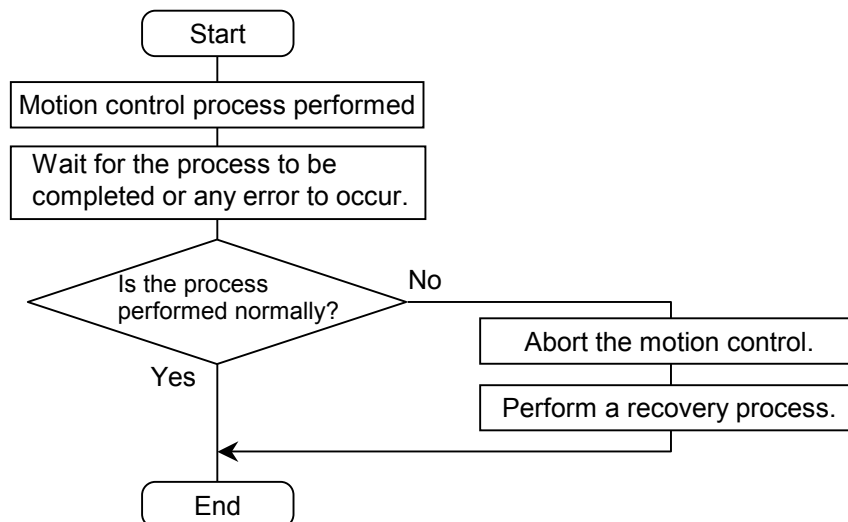 Start
Motion control process performed
Wait for the process to be
completed or any error to occur.
Is the process
performed normally?
No
Yes
Abort the motion control.
Perform a recovery process.
End